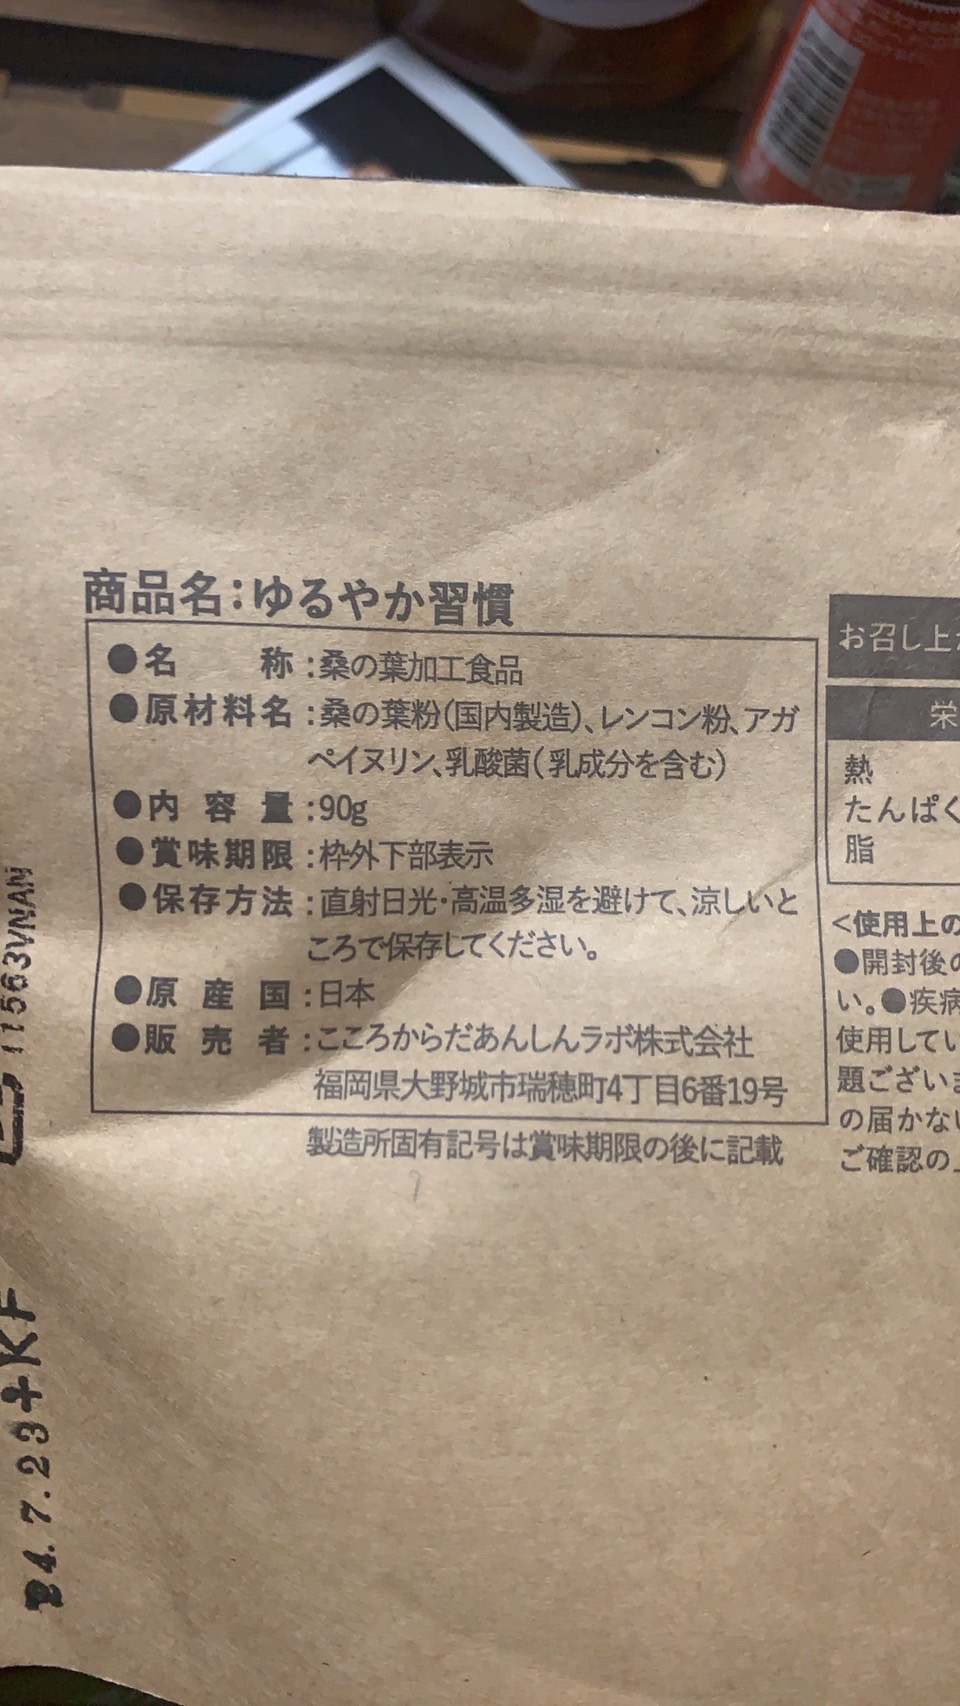 商品名：ゆるやか習慣
●名　　称：桑の葉加工食品
●原材料名：桑の葉粉（国内製造）、レンコン粉、アガ
ベイヌリン、乳酸菌（乳成分を含む）
●内　容　量：90g
●賞味期限：枠外下部表示
●保存方法：直射日光・高温多湿を避けて、涼しいと
ころで保存してください。
●原　産　国：日本
●販　売　者：こころからだあんしんラボ株式会社
福岡県大野城市瑞穂町4丁目6番19号
製造所固有記号は賞味期限の後に記載
お召し上
栄
熱
たんぱく
脂
<使用上の
●開封後の
い。●疾病
使用してい
題ございま
の届かない
ご確認の上
11563VNAN
24.7.23+KF